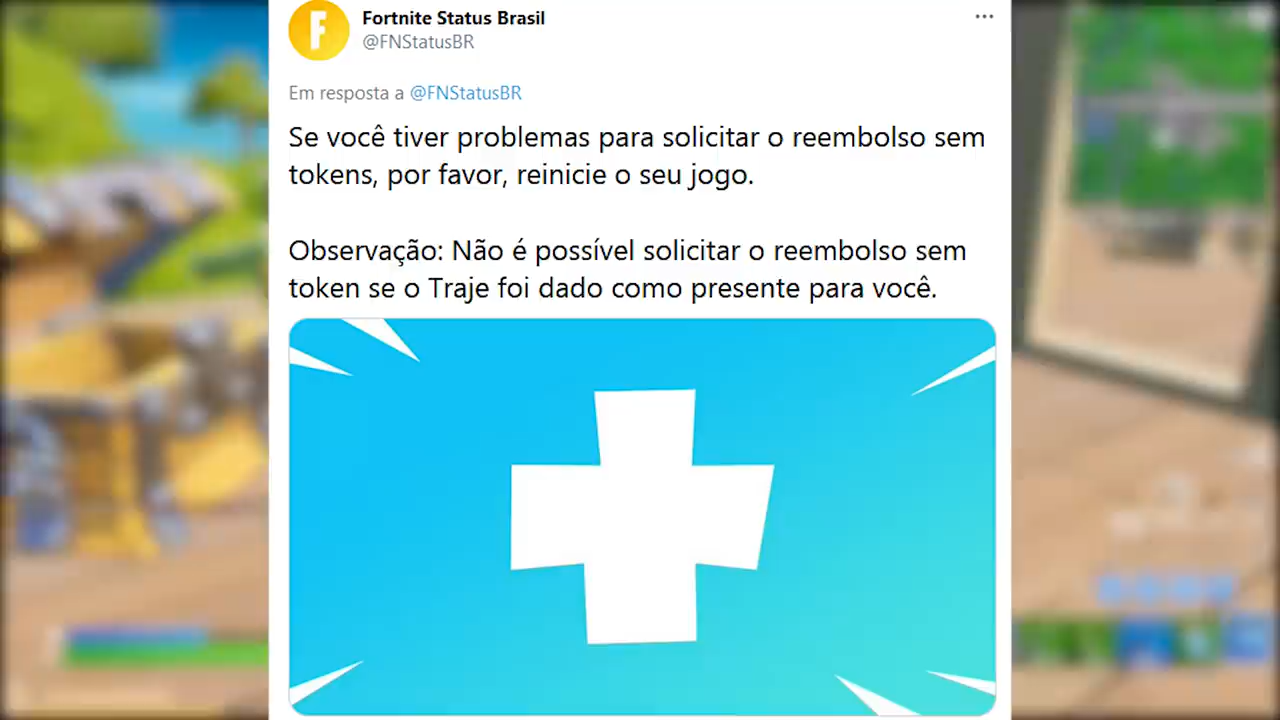 Fortnite Status Brasil
@FNStatusBR
Em resposta a @FNStatusBR
Se você tiver problemas para solicitar o reembolso sem
tokens, por favor, reinicie o seu jogo.
Observação: Não é possível solicitar o reembolso sem
token se o Traje foi dado como presente para você.